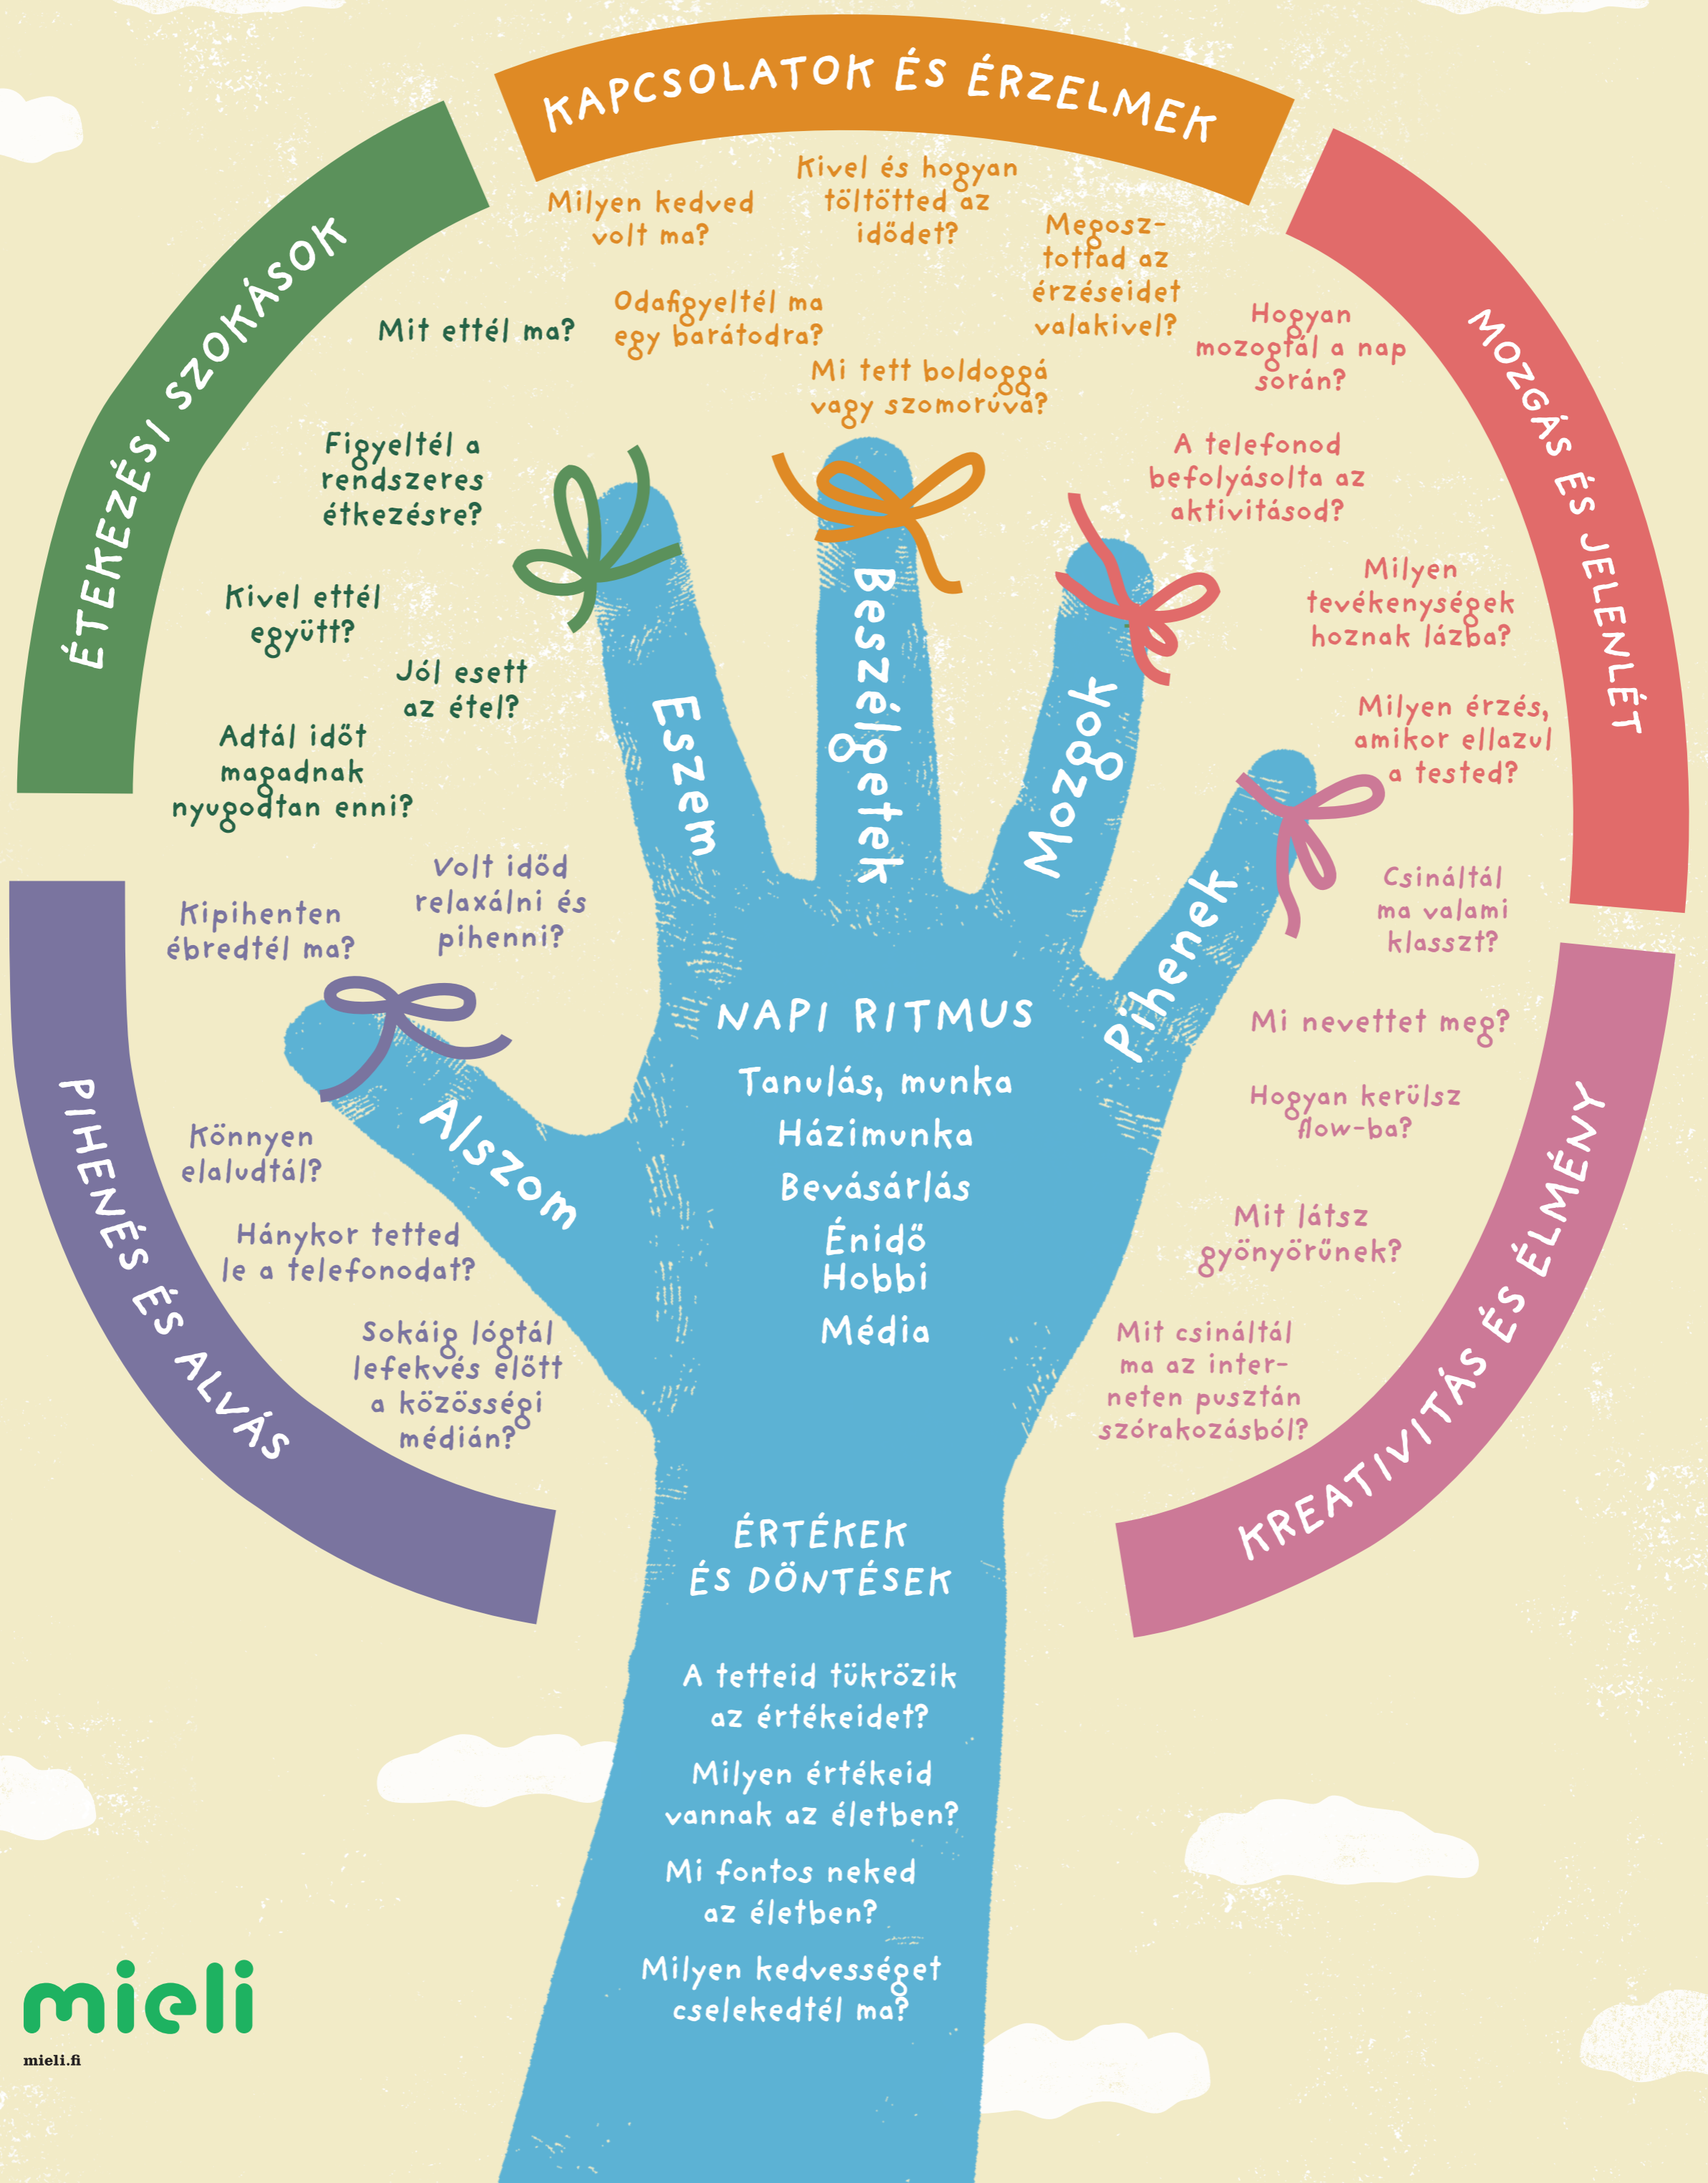 KAPCSOLATOK ÉS ÉRZELMEK
Milyen kedved
volt ma?
Kivel és hogyan
töltötted az
idődet?
Megosz-
tottad az
érzéseidet
valakivel?
Odafigyeltél ma
egy barátodra?
Mi tett boldoggá
vagy szomorúvá?
ÉTEKEZÉSI SZOKÁSOK
Mit ettél ma?
Figyeltél a
rendszeres
étkezésre?
Kivel ettél
együtt?
Jól esett
az étel?
Adtál időt
magadnak
nyugodtan enni?
MOZGÁS ÉS JELENLÉT
Hogyan
mozogtál a nap
során?
A telefonod
befolyásolta az
aktivitásod?
Milyen
tevékenységek
hoznak lázba?
Milyen érzés,
amikor ellazul
a tested?
PIHENÉS ÉS ALVÁS
Kipihenten
ébredtél ma?
Volt időd
relaxálni és
pihenni?
Könnyen
elaludtál?
Hánykor tetted
le a telefonodat?
Sokáig lógtál
lefekvés előtt
a közösségi
médián?
KREATIVITÁS ÉS ÉLMÉNY
Csináltál
ma valami
klasszt?
Mi nevettet meg?
Hogyan kerülsz
flow-ba?
Mit látsz
gyönyörűnek?
Mit csináltál
ma az inter-
neten pusztán
szórakozásból?
Alszom
Eszem
Beszélgetek
Mozgok
Pihenek
NAPI RITMUS
Tanulás, munka
Házimunka
Bevásárlás
Énidő
Hobbi
Média
ÉRTÉKEK
ÉS DÖNTÉSEK
A tetteid tükrözik
az értékeidet?
Milyen értékeid
vannak az életben?
Mi fontos neked
az életben?
Milyen kedvességet
cselekedtél ma?
mieli
mieli.fi